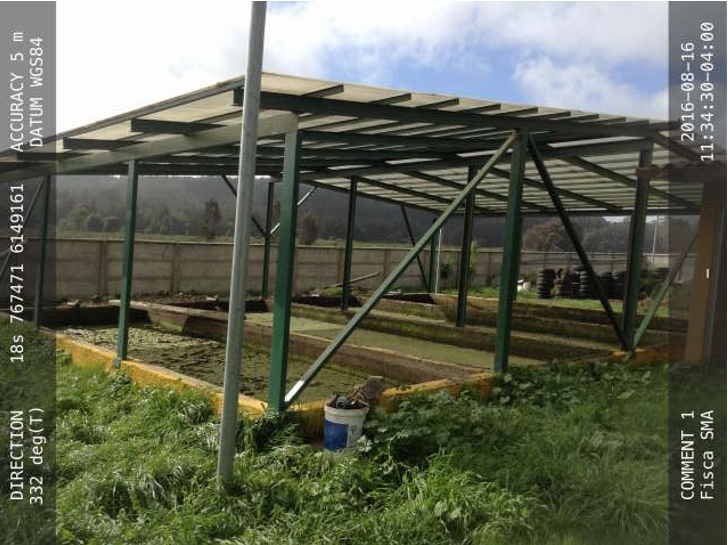 DIRECTION
332 deg(T)
18s 767471 6149161
ACCURACY 5 m
DATUM WGS84
2016-08-16
11:34:30-04:00
COMMENT 1
Fisca SMA